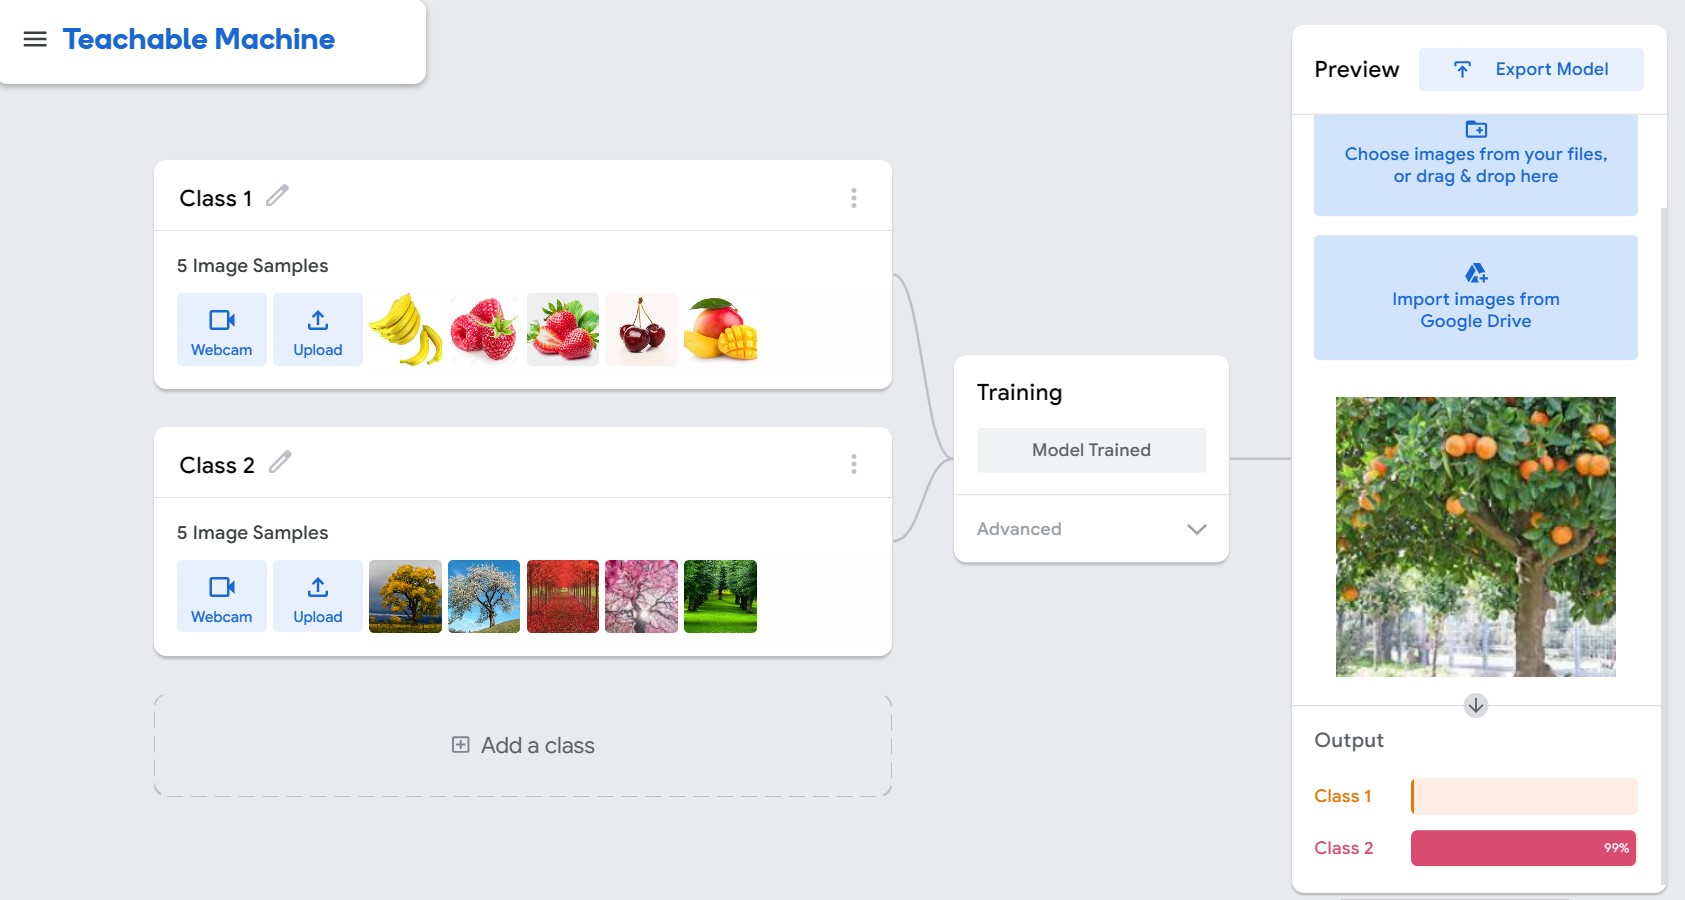 Teachable Machine
Class 1
5 Image Samples
Webcam
Upload
Class 2
5 Image Samples
Webcam
Upload
Add a class
Training
Model Trained
Advanced
Preview
Export Model
Choose images from your files,
or drag & drop here
Import images from
Google Drive
Output
Class 1
Class 2
99%